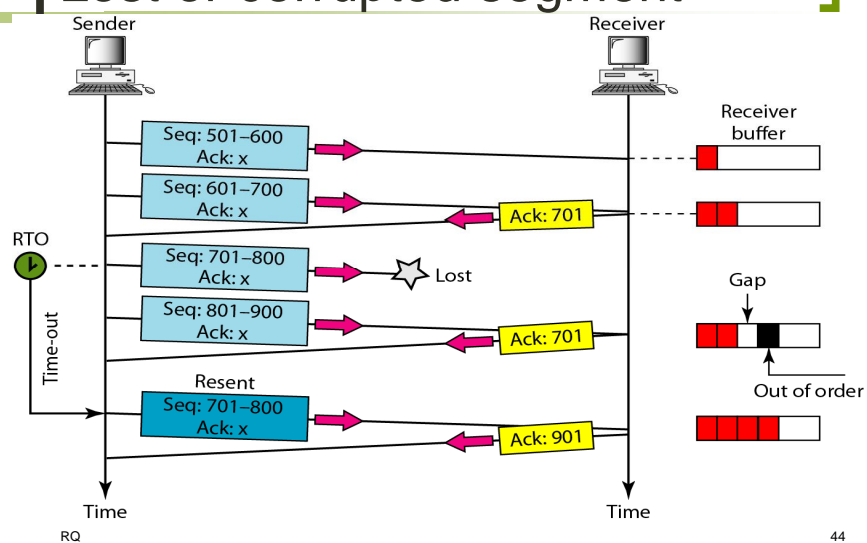 Lost or corrupted segment
Sender
Receiver
Receiver
buffer
Seq: 501–600
Ack: x
Seq: 601–700
Ack: x
Ack: 701
RTO
Seq: 701–800
Ack: x
Lost
Gap
Seq: 801–900
Ack: x
Ack: 701
Time-out
Out of order
Resent
Seq: 701–800
Ack: x
Ack: 901
Time
Time
RQ
44